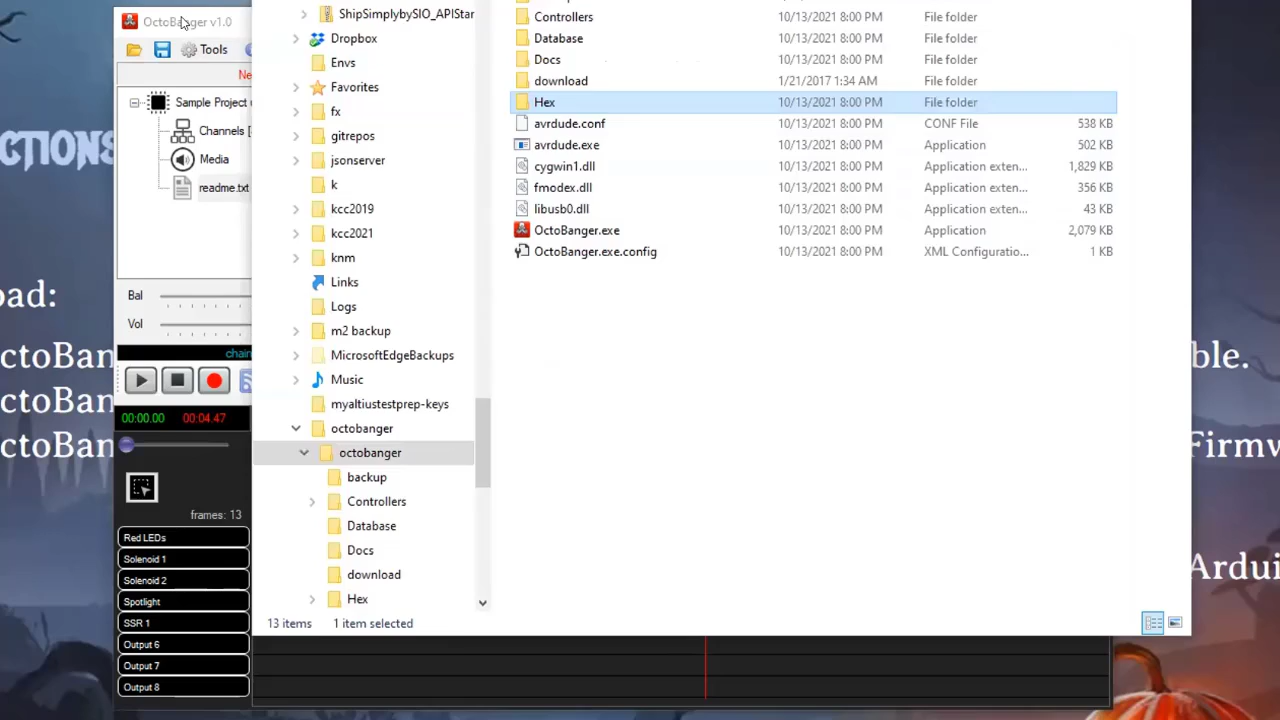 OctoBanger v1.0
Tools
Ne
Sample Project
Channels [
Media
readme.txt
Bal
Vol
chain
00:00.00 00:04.47
frames: 13
Red LEDs
Solenoid 1
Solenoid 2
Spotlight
SSR 1
Output 6
Output 7
Output 8
ShipSimplybySIO_APIStar
Dropbox
Envs
Favorites
fx
gitrepos
jsonserver
k
kcc2019
kcc2021
knm
Links
Logs
m2 backup
MicrosoftEdgeBackups
Music
myaltiustestprep-keys
octobanger
octobanger
backup
Controllers
Database
Docs
download
Hex
13 items 1 item selected
Controllers 10/13/2021 8:00 PM File folder
Database 10/13/2021 8:00 PM File folder
Docs 10/13/2021 8:00 PM File folder
download 1/21/2017 1:34 AM File folder
Hex 10/13/2021 8:00 PM File folder
avrdude.conf 10/13/2021 8:00 PM CONF File 538 KB
avrdude.exe 10/13/2021 8:00 PM Application 502 KB
cygwin1.dll 10/13/2021 8:00 PM Application exten... 1,829 KB
fmodex.dll 10/13/2021 8:00 PM Application exten... 356 KB
libusb0.dll 10/13/2021 8:00 PM Application exten... 43 KB
OctoBanger.exe 10/13/2021 8:00 PM Application 2,079 KB
OctoBanger.exe.config 10/13/2021 8:00 PM XML Configuratio... 1 KB
CTIONS
oad:
ctoBan
ble.
ctoBan
ctoBan
Firmw
Ardui